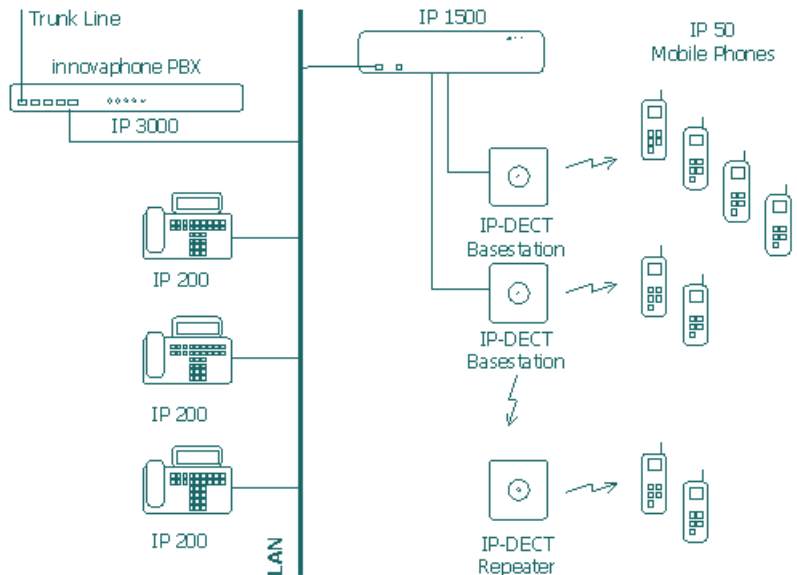 Trunk Line
innovaphone PBX
IP 3000
IP 1500
IP 50
Mobile Phones
IP-DECT
Basestation
IP 200
IP-DECT
Basestation
IP 200
IP 200
IP-DECT
Repeater
LAN